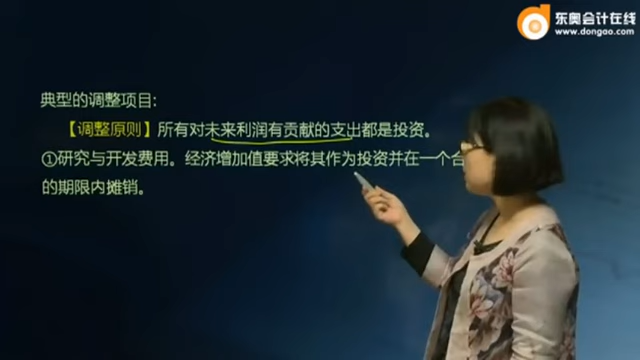 东奥会计在线
www.dongao.com
典型的调整项目:
【调整原则】所有对未来利润有贡献的支出都是投资。
①研究与开发费用。经济增加值要求将其作为投资并在一个合
的期限内摊销。